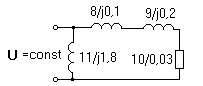 8/j0,1
9/j0,2
U =const
11/j1,8
10/0,03